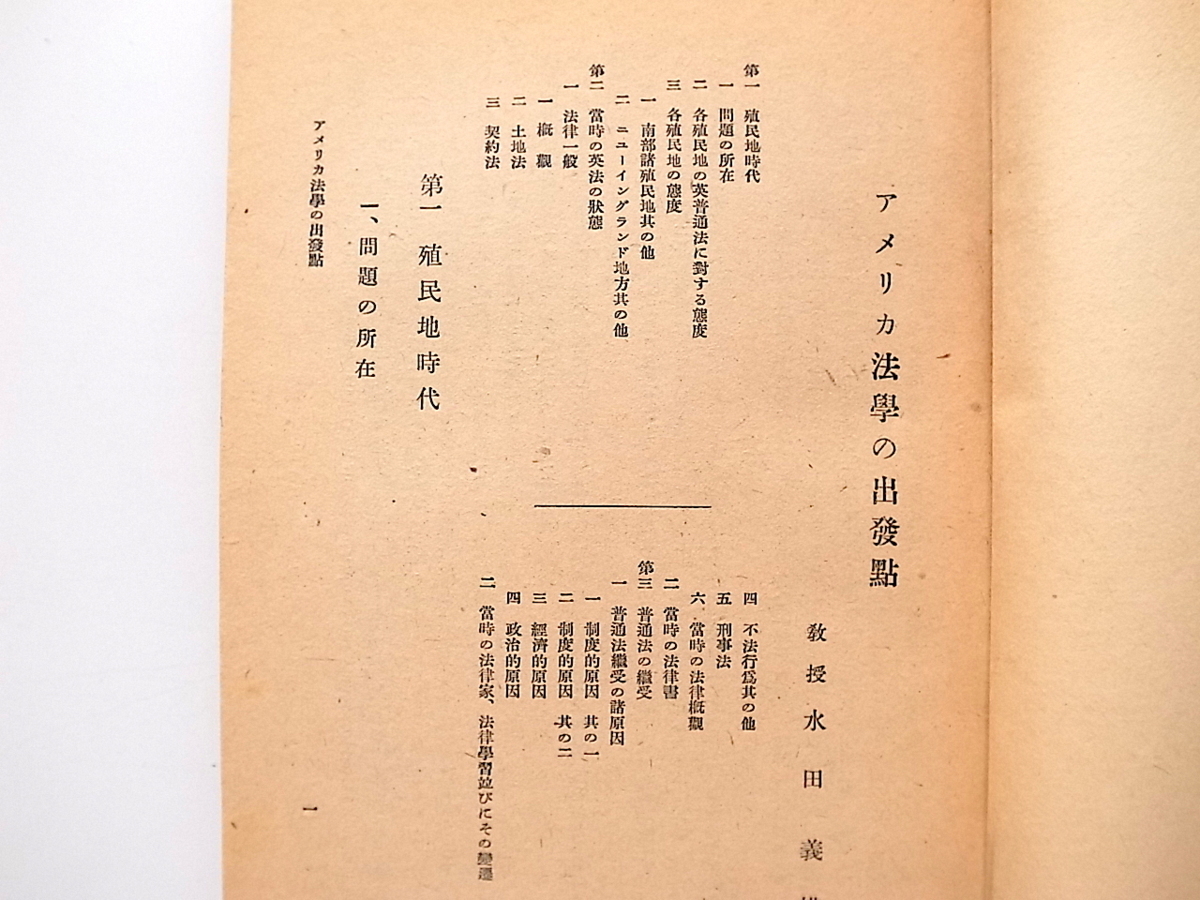 アメリカ法學の出發點
敎授水田義
第一 殖民地時代
一 問題の所在
二 各殖民地の英普通法に對する態度
三 各殖民地の態度
一 南部諸殖民地其の他
二 ニューイングランド地方其の他
第二 當時の英法の狀態
一 法律一般
一 槪觀
二 土地法
三 契約法
四 不法行爲其の他
五 刑事法
六 當時の法律槪觀
二 當時の法律書
第三 普通法の繼受
一 普通法繼受の諸原因
一 制度的原因 其の一
二 制度的原因 其の二
三 經濟的原因
四 政治的原因
二 當時の法律家、法律學習竝びにその變遷
第一 殖民地時代
一、問題の所在
アメリカ法學の出發點
一